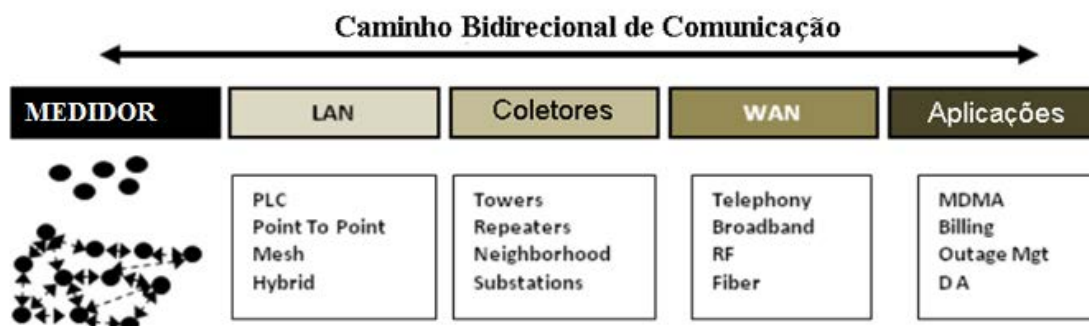 Caminho Bidirecional de Comunicação
MEDIDOR
LAN
Coletores
WAN
Aplicações
PLC
Point To Point
Mesh
Hybrid
Towers
Repeaters
Neighborhood
Substations
Telephony
Broadband
RF
Fiber
MDMA
Billing
Outage Mgt
DA